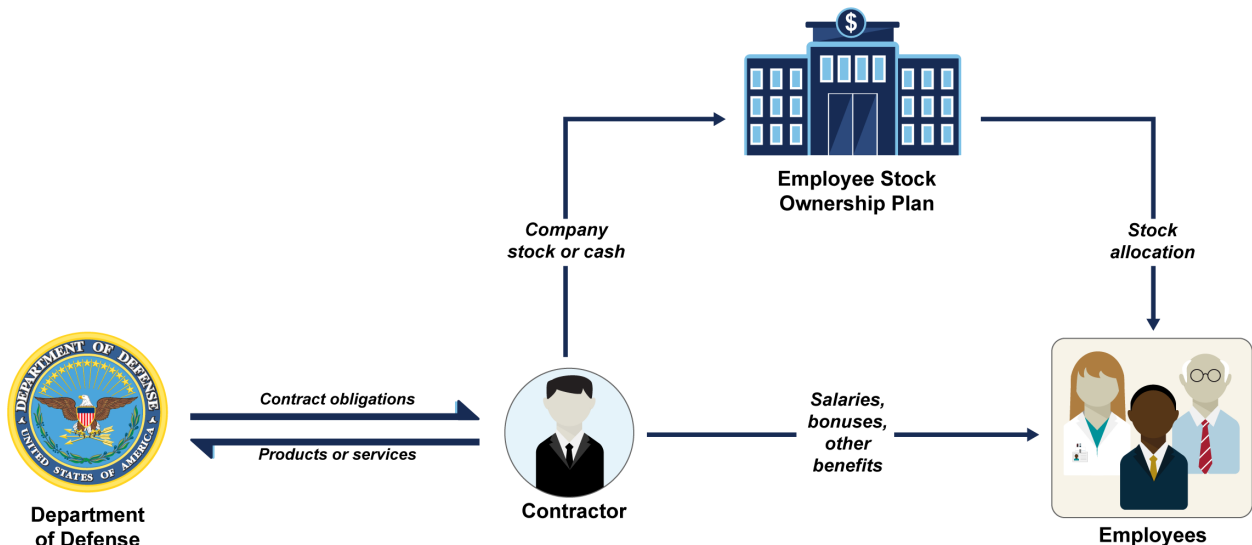 $
Employee Stock
Ownership Plan
Company
stock or cash
Stock
allocation
DEPARTMENT OF DEFENSE
UNITED STATES OF AMERICA
Contract obligations
Products or services
Salaries,
bonuses,
other
benefits
Department
of Defense
Contractor
Employees